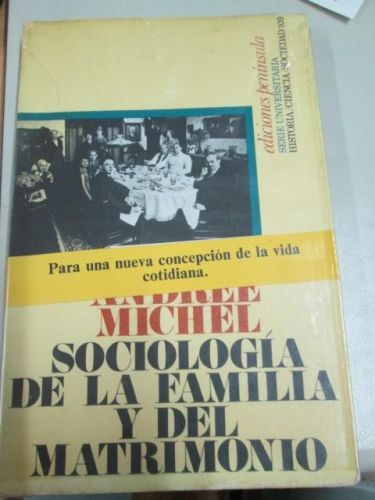 ediciones península
SERIE UNIVERSITARIA
HISTORIA/CIENCIA/SOCIEDAD/109
Para una nueva concepción de la vida
cotidiana.
ANDRÉE
MICHEL
SOCIOLOGÍA
DE LA FAMILIA
Y DEL
MATRIMONIO